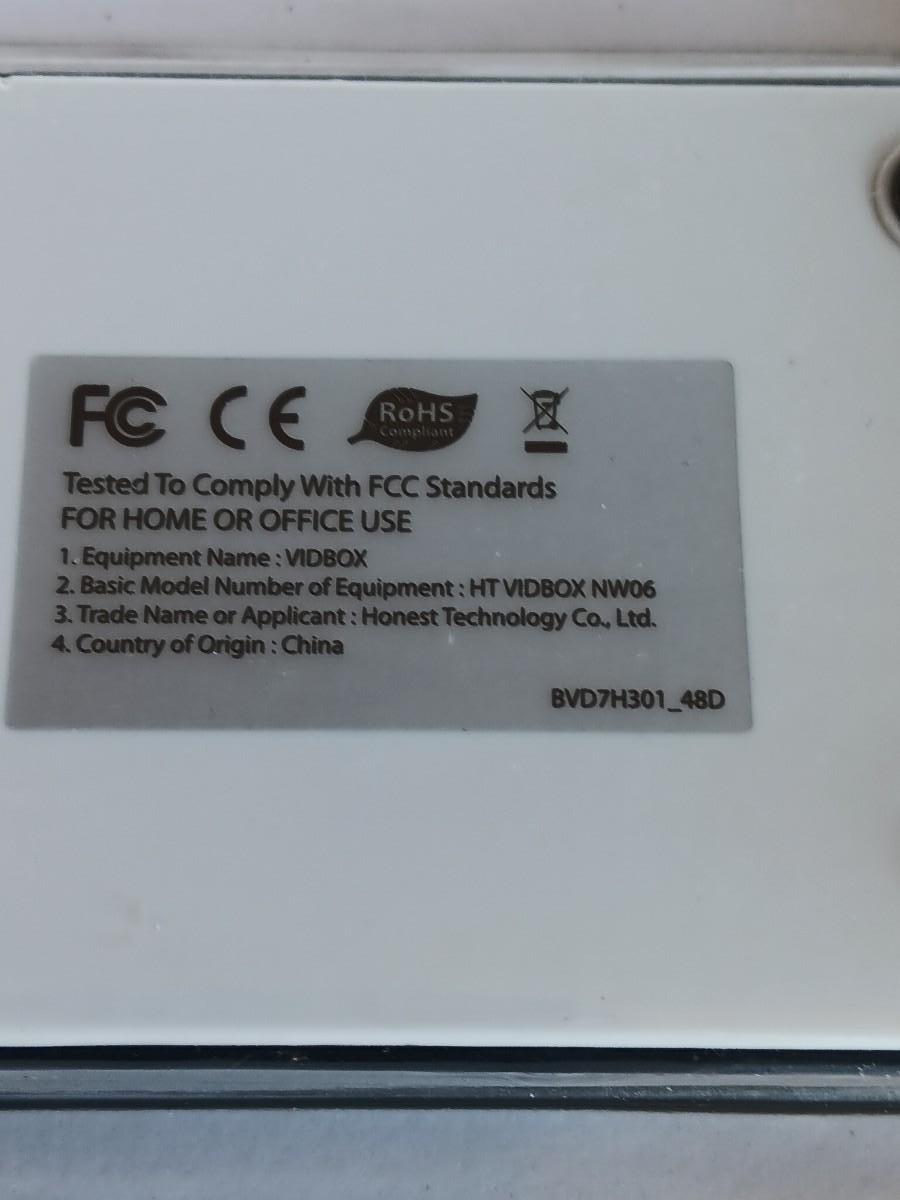 FC CE RoHS
Compliant
Tested To Comply With FCC Standards
FOR HOME OR OFFICE USE
1. Equipment Name : VIDBOX
2. Basic Model Number of Equipment : HT VIDBOX NW06
3. Trade Name or Applicant : Honest Technology Co., Ltd.
4. Country of Origin : China
BVD7H301_48D